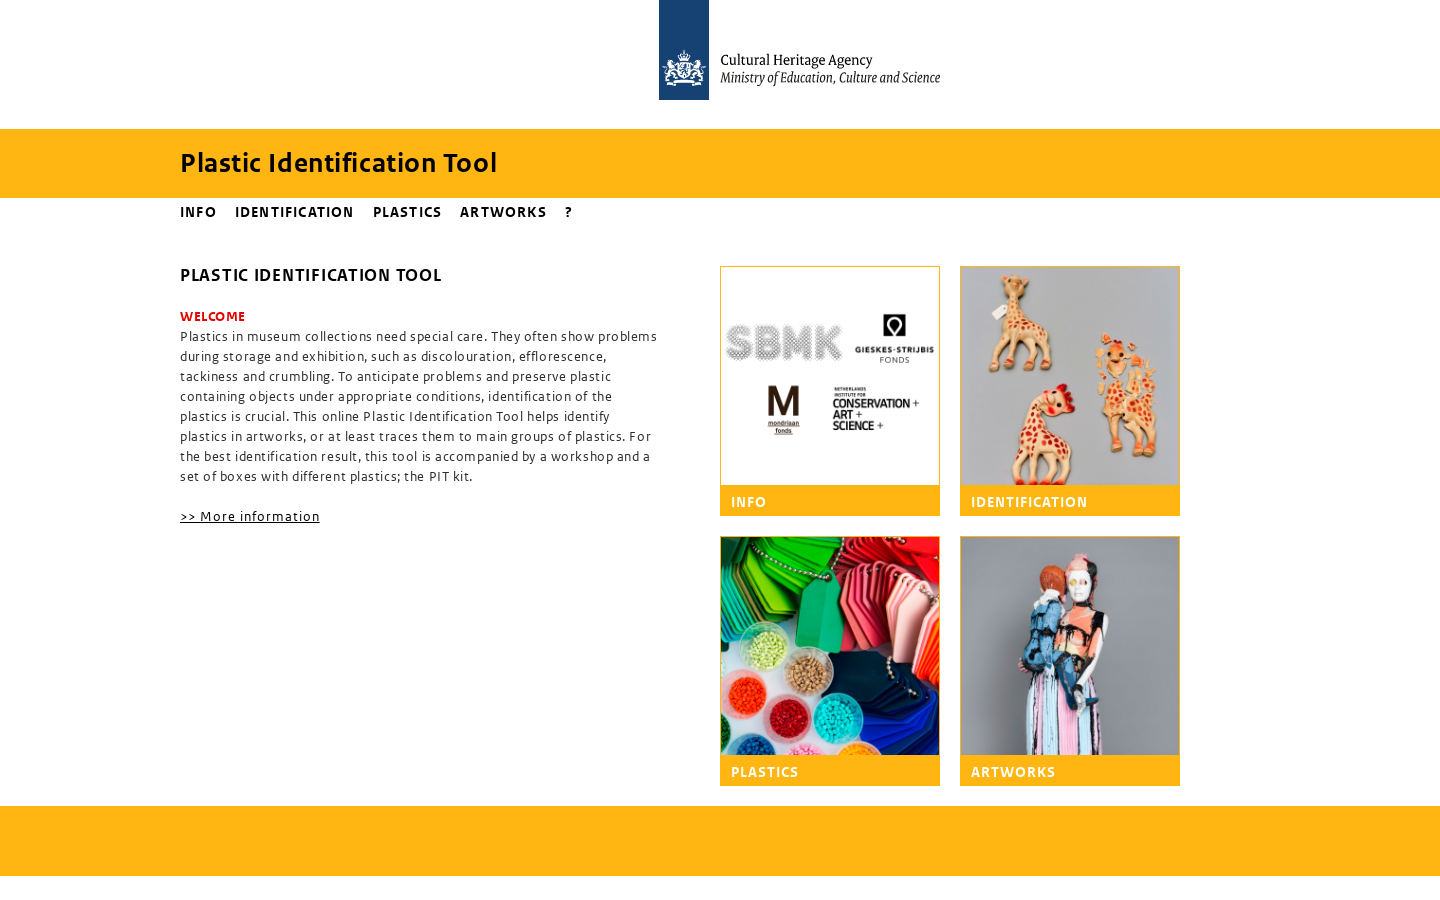 Cultural Heritage Agency
Ministry of Education, Culture and Science
Plastic Identification Tool
INFO IDENTIFICATION PLASTICS ARTWORKS ?
PLASTIC IDENTIFICATION TOOL
WELCOME
Plastics in museum collections need special care. They often show problems
during storage and exhibition, such as discolouration, efflorescence,
tackiness and crumbling. To anticipate problems and preserve plastic
containing objects under appropriate conditions, identification of the
plastics is crucial. This online Plastic Identification Tool helps identify
plastics in artworks, or at least traces them to main groups of plastics. For
the best identification result, this tool is accompanied by a workshop and a
set of boxes with different plastics; the PIT kit.
>> More information
SBMK
GIESKES-STRIJBIS
FONDS
M
mondriaan
fonds
NETHERLANDS
INSTITUTE FOR
CONSERVATION +
ART +
SCIENCE +
INFO
IDENTIFICATION
PLASTICS
ARTWORKS